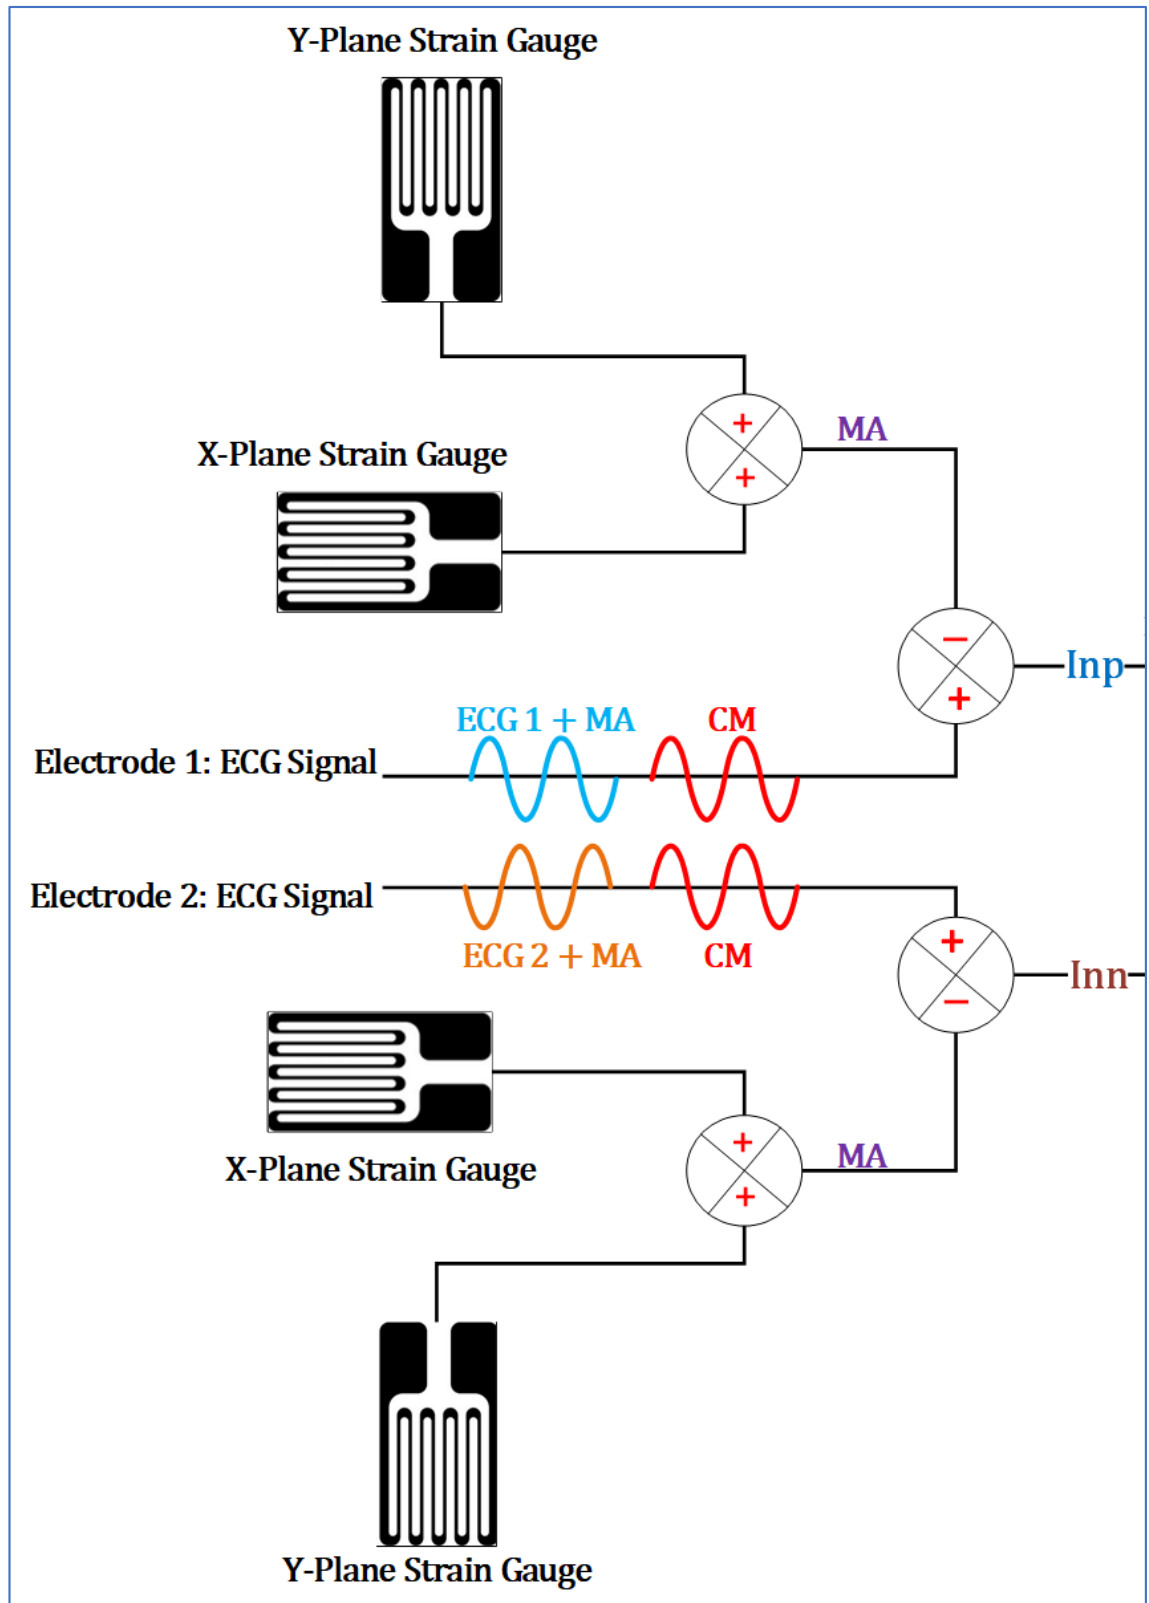 Y-Plane Strain Gauge
+
+
MA
X-Plane Strain Gauge
−
+
Inp
ECG 1 + MA
CM
Electrode 1: ECG Signal
Electrode 2: ECG Signal
ECG 2 + MA
CM
+
−
Inn
X-Plane Strain Gauge
+
+
MA
Y-Plane Strain Gauge